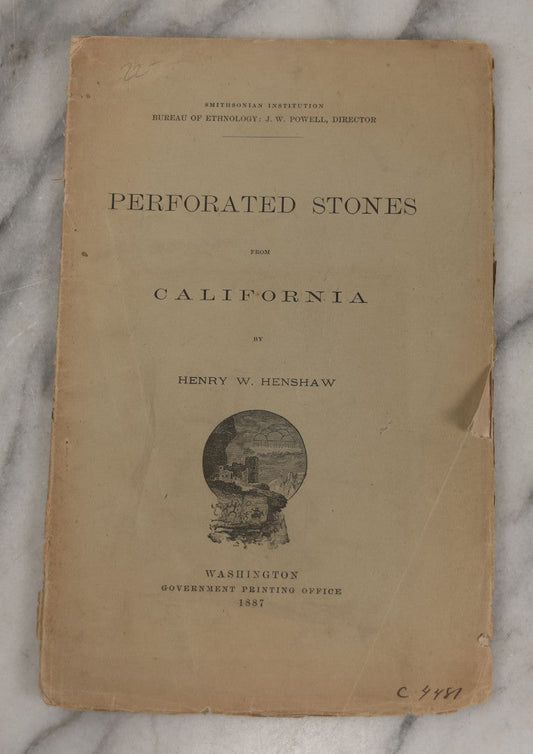 22-
SMITHSONIAN INSTITUTION
BUREAU OF ETHNOLOGY: J. W. POWELL, DIRECTOR
PERFORATED STONES
FROM
CALIFORNIA
BY
HENRY W. HENSHAW
WASHINGTON
GOVERNMENT PRINTING OFFICE
1887
C 4481